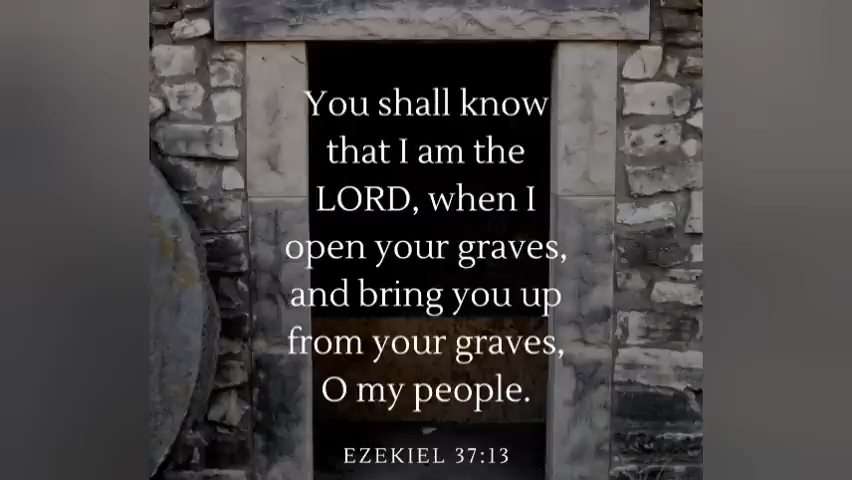 You shall know
that I am the
LORD, when I
open your graves,
and bring you up
from your graves,
O my people.
EZEKIEL 37:13